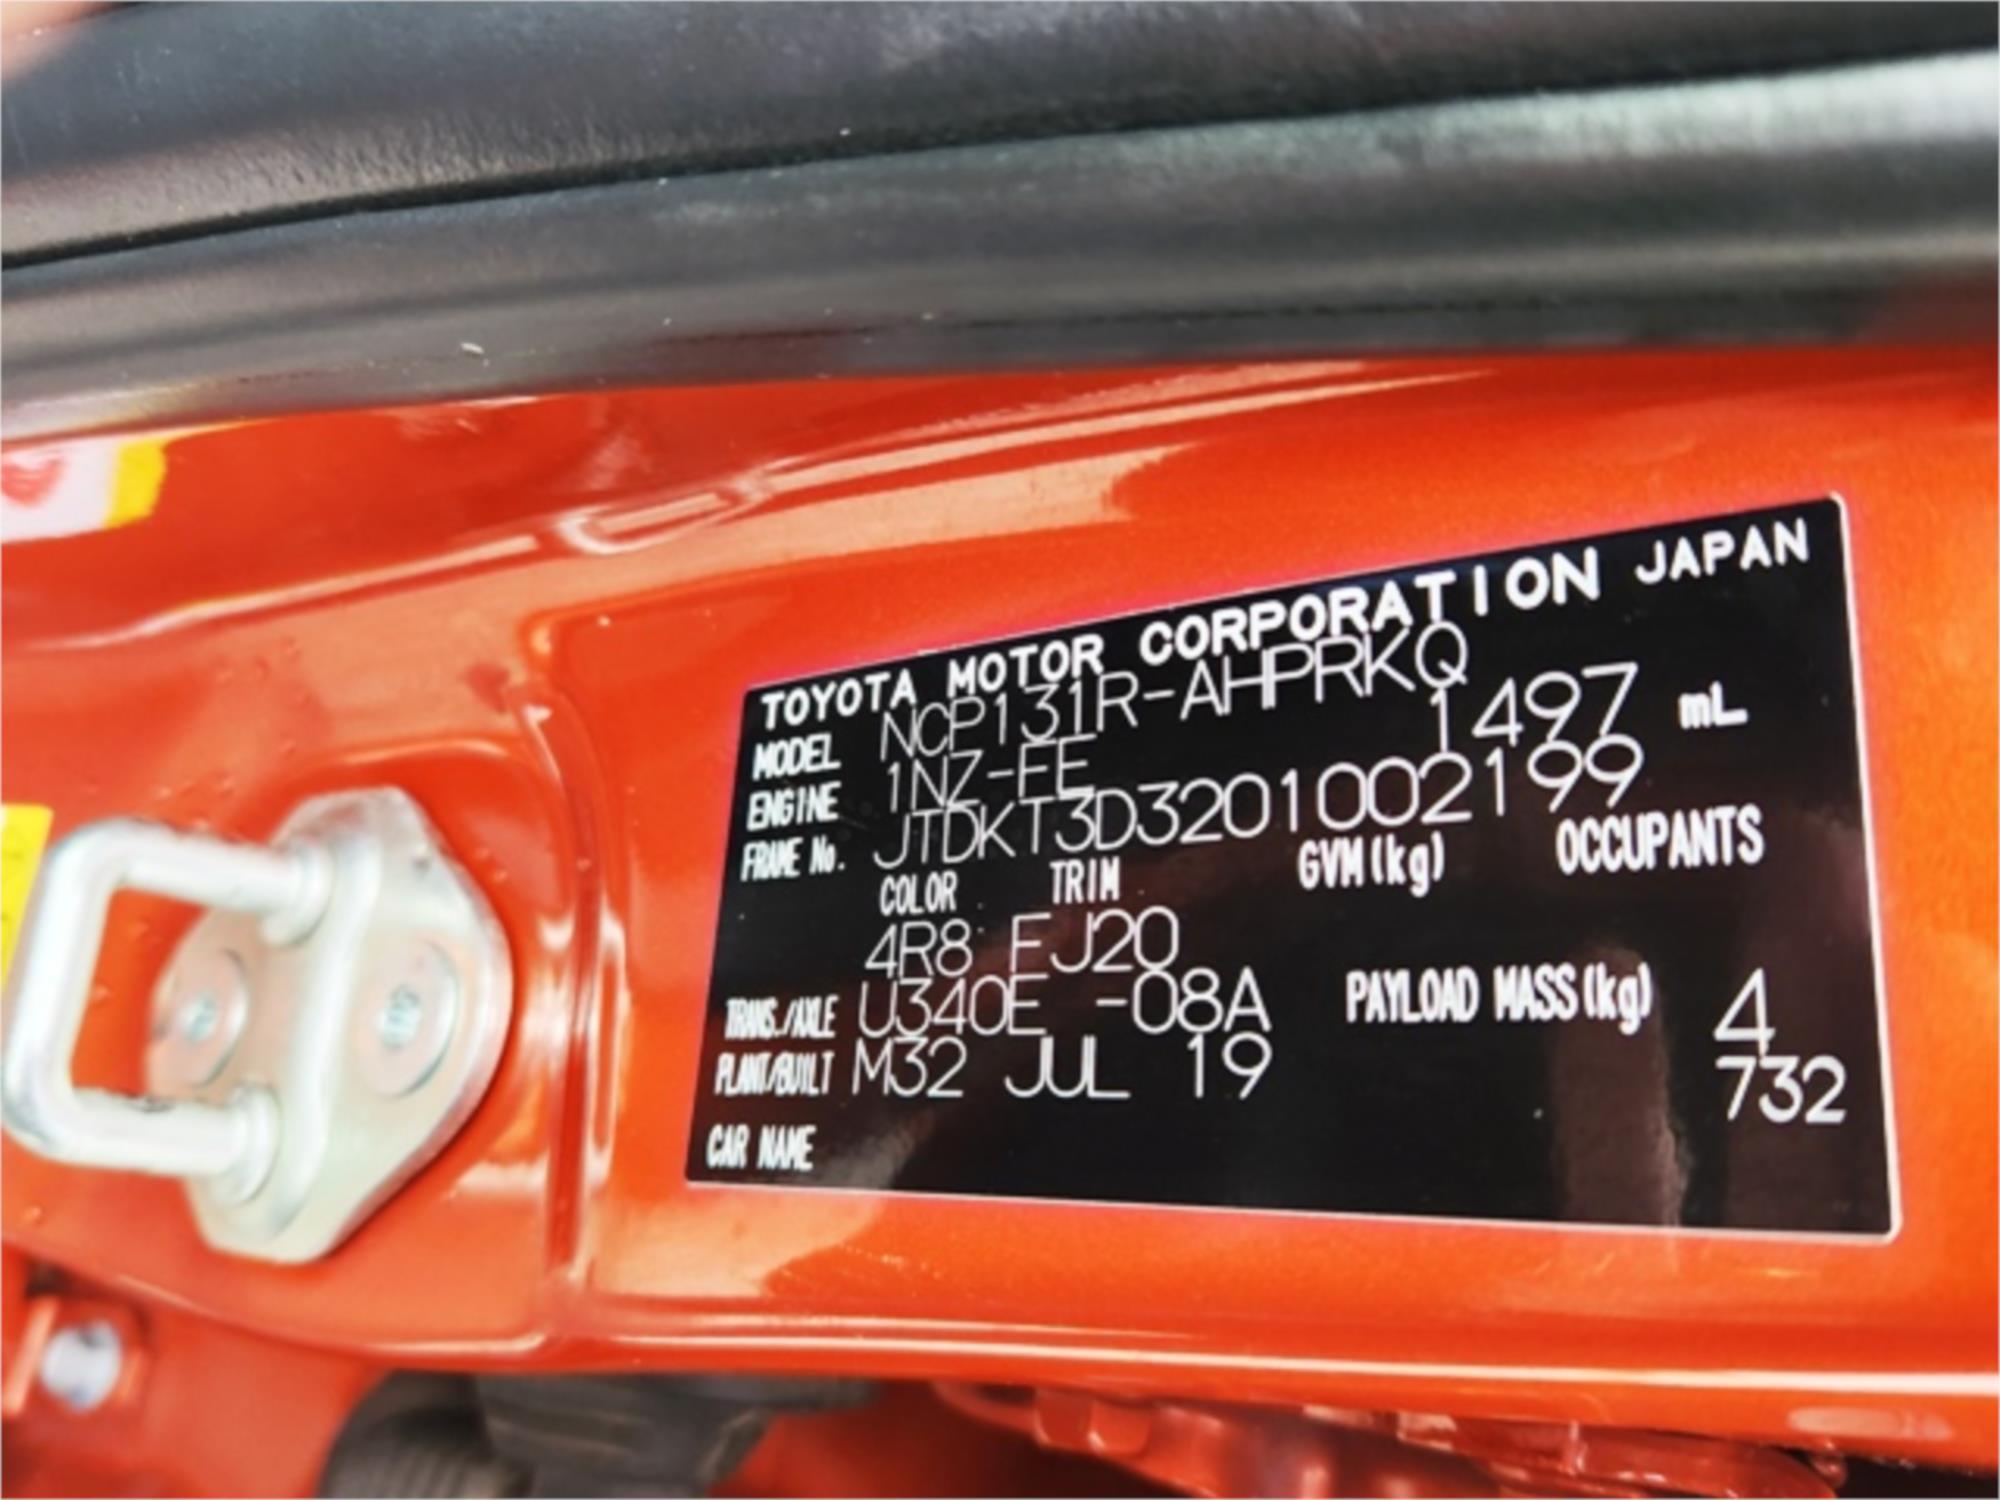 TOYOTA MOTOR CORPORATION JAPAN
MODEL NCP131R-AHPRKQ
ENGINE 1NZ-FE 1497 mL
FRAME No. JTDKT3D3201002199
COLOR TRIM GVM(kg) OCCUPANTS
4R8 FJ20
TRANS./AXLE U340E -08A PAYLOAD MASS(kg) 4
PLANT/BUILT M32 JUL 19 732
CAR NAME